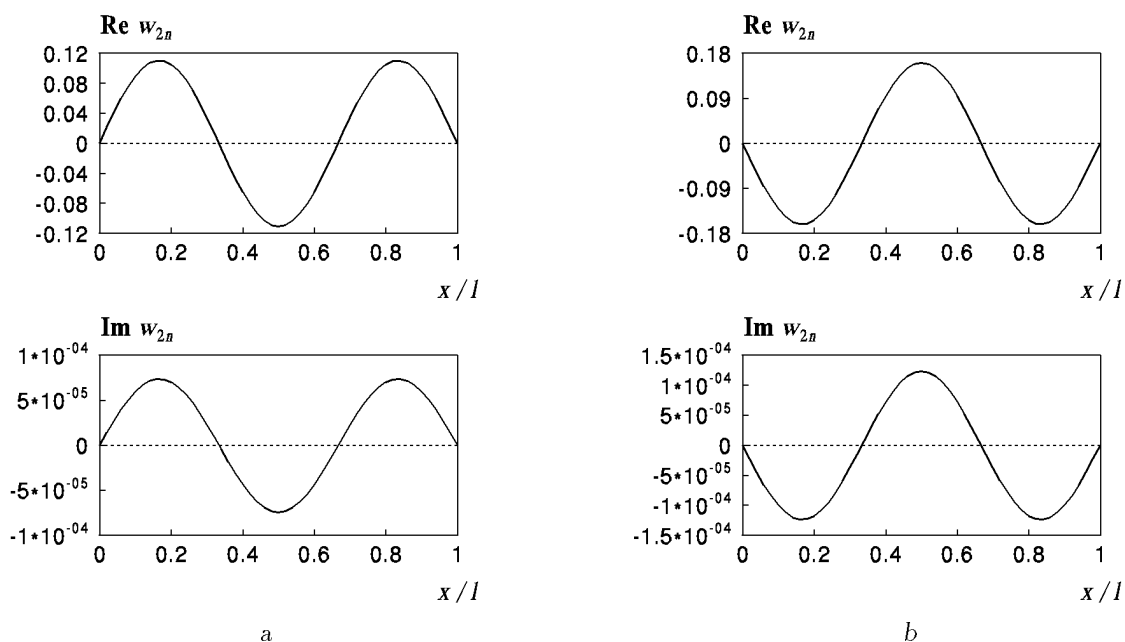 Re w2n
0.12
0.08
0.04
0
-0.04
-0.08
-0.12
0 0.2 0.4 0.6 0.8 1
x / l
Im w2n
1*10-04
5*10-05
0
-5*10-05
-1*10-04
0 0.2 0.4 0.6 0.8 1
x / l
a
Re w2n
0.18
0.09
0
-0.09
-0.18
0 0.2 0.4 0.6 0.8 1
x / l
Im w2n
1.5*10-04
1*10-04
5*10-05
0
-5*10-05
-1*10-04
-1.5*10-04
0 0.2 0.4 0.6 0.8 1
x / l
b